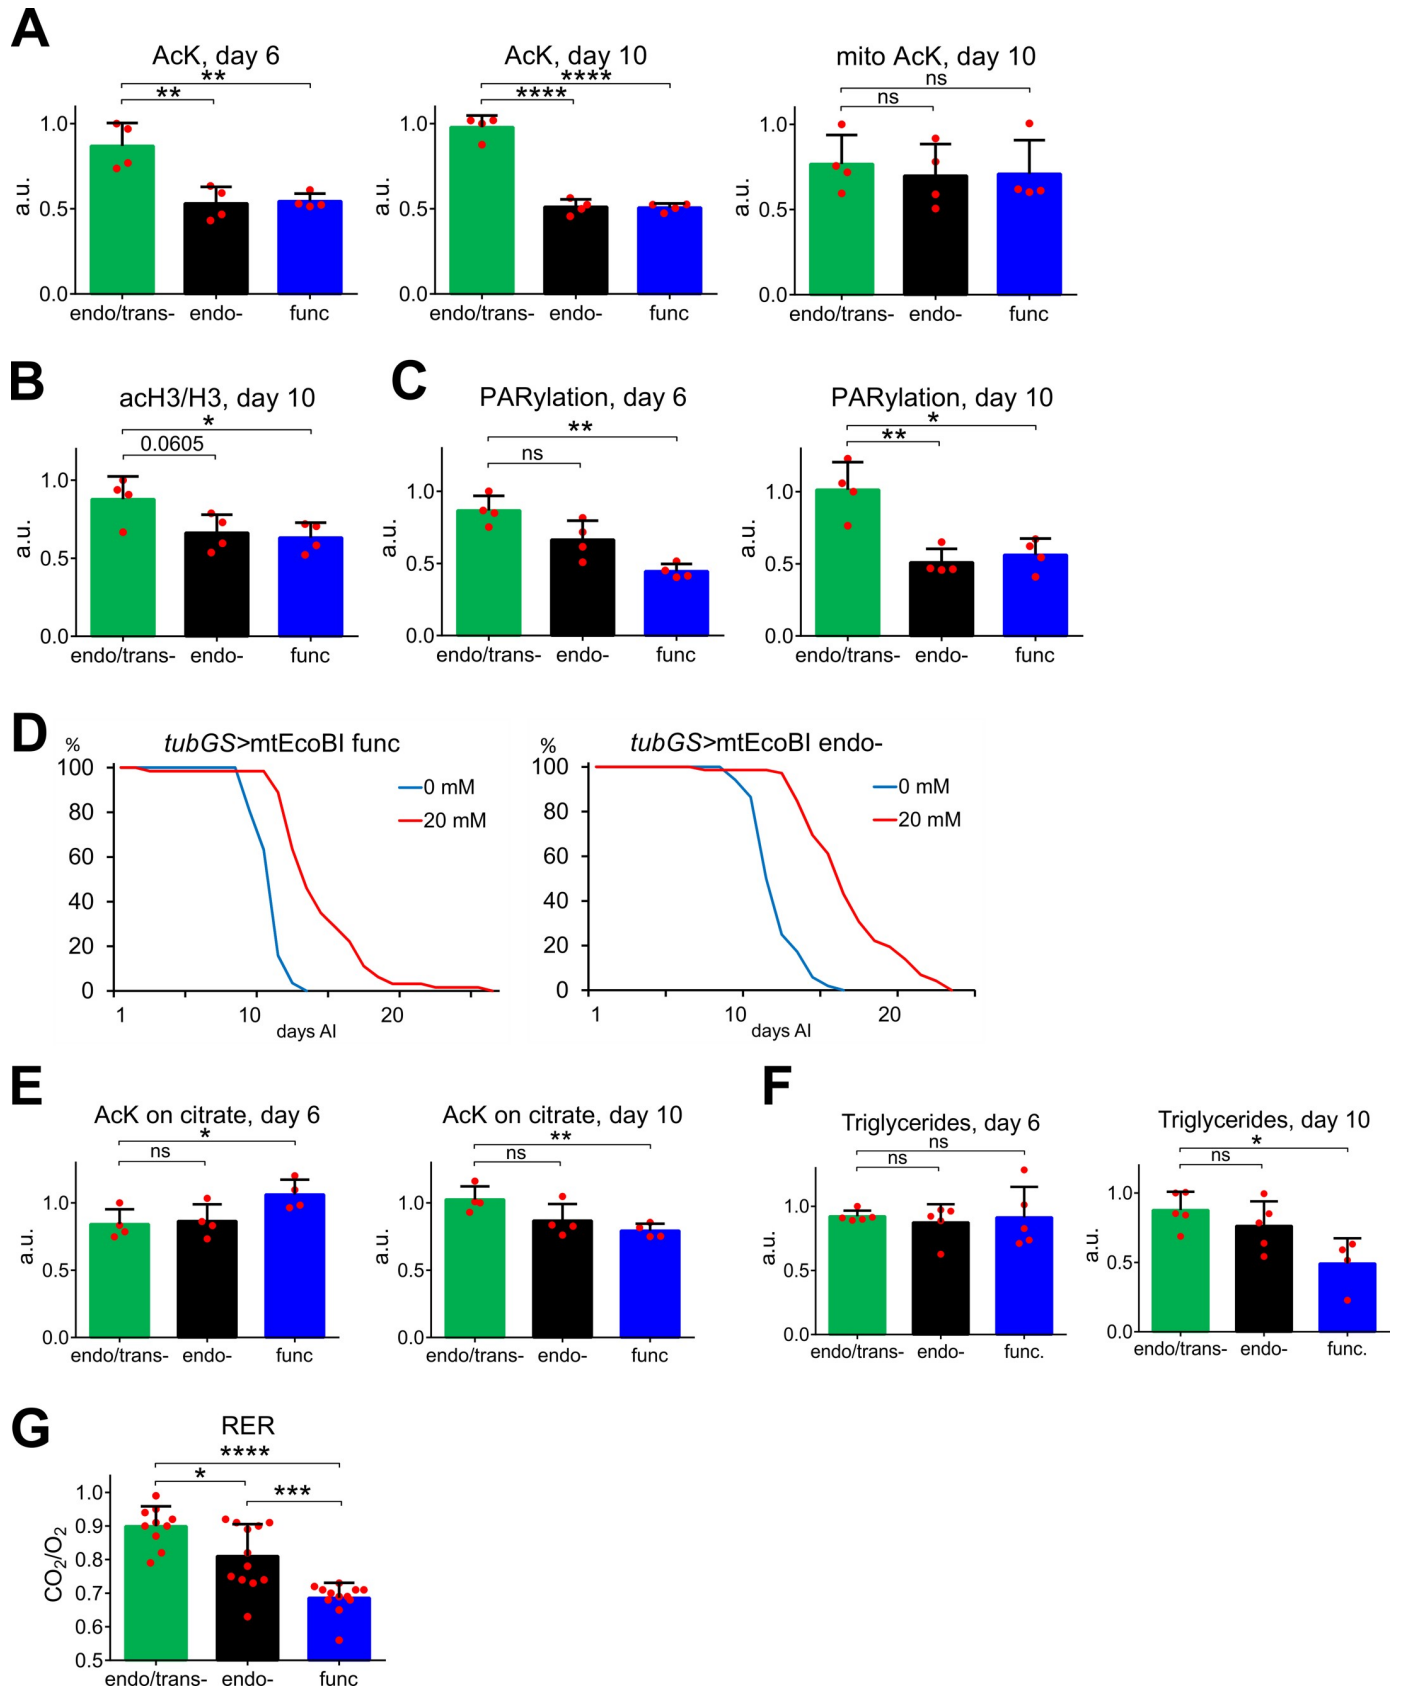 A
AcK, day 6
**
**
1.0
0.5
0.0
a.u.
endo/trans- endo- func
AcK, day 10
****
****
1.0
0.5
0.0
a.u.
endo/trans- endo- func
mito AcK, day 10
ns
ns
1.0
0.5
0.0
a.u.
endo/trans- endo- func
B
acH3/H3, day 10
*
0.0605
1.0
0.5
0.0
a.u.
endo/trans- endo- func
C
PARylation, day 6
**
ns
1.0
0.5
0.0
a.u.
endo/trans- endo- func
PARylation, day 10
*
**
1.0
0.5
0.0
a.u.
endo/trans- endo- func
D
% tubGS>mtEcoBI func
100
80
60
40
20
0
0 mM
20 mM
1 10 20
days AI
% tubGS>mtEcoBI endo-
100
80
60
40
20
0
0 mM
20 mM
1 10 20
days AI
E
AcK on citrate, day 6
*
ns
1.0
0.5
0.0
a.u.
endo/trans- endo- func
AcK on citrate, day 10
**
ns
1.0
0.5
0.0
a.u.
endo/trans- endo- func
F
Triglycerides, day 6
ns
ns
1.0
0.5
0.0
a.u.
endo/trans- endo- func.
Triglycerides, day 10
*
ns
1.0
0.5
0.0
a.u.
endo/trans- endo- func.
G
RER
****
*
***
1.0
0.9
0.8
0.7
0.6
0.5
CO₂/O₂
endo/trans- endo- func